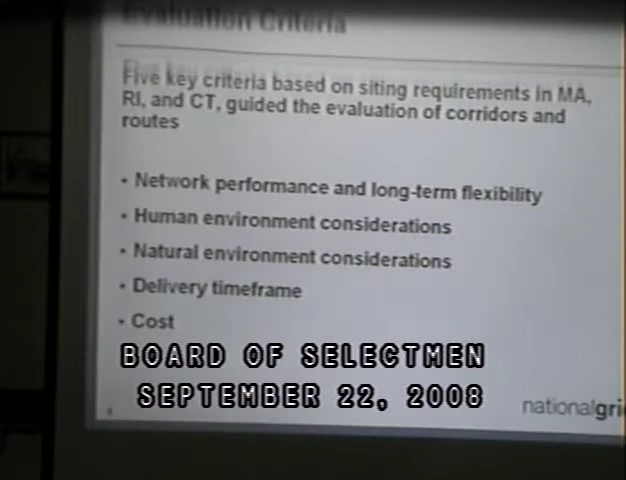 Evaluation Criteria
Five key criteria based on siting requirements in MA,
RI, and CT, guided the evaluation of corridors and
routes
• Network performance and long-term flexibility
• Human environment considerations
• Natural environment considerations
• Delivery timeframe
• Cost
BOARD OF SELECTMEN
SEPTEMBER 22, 2008
nationalgri